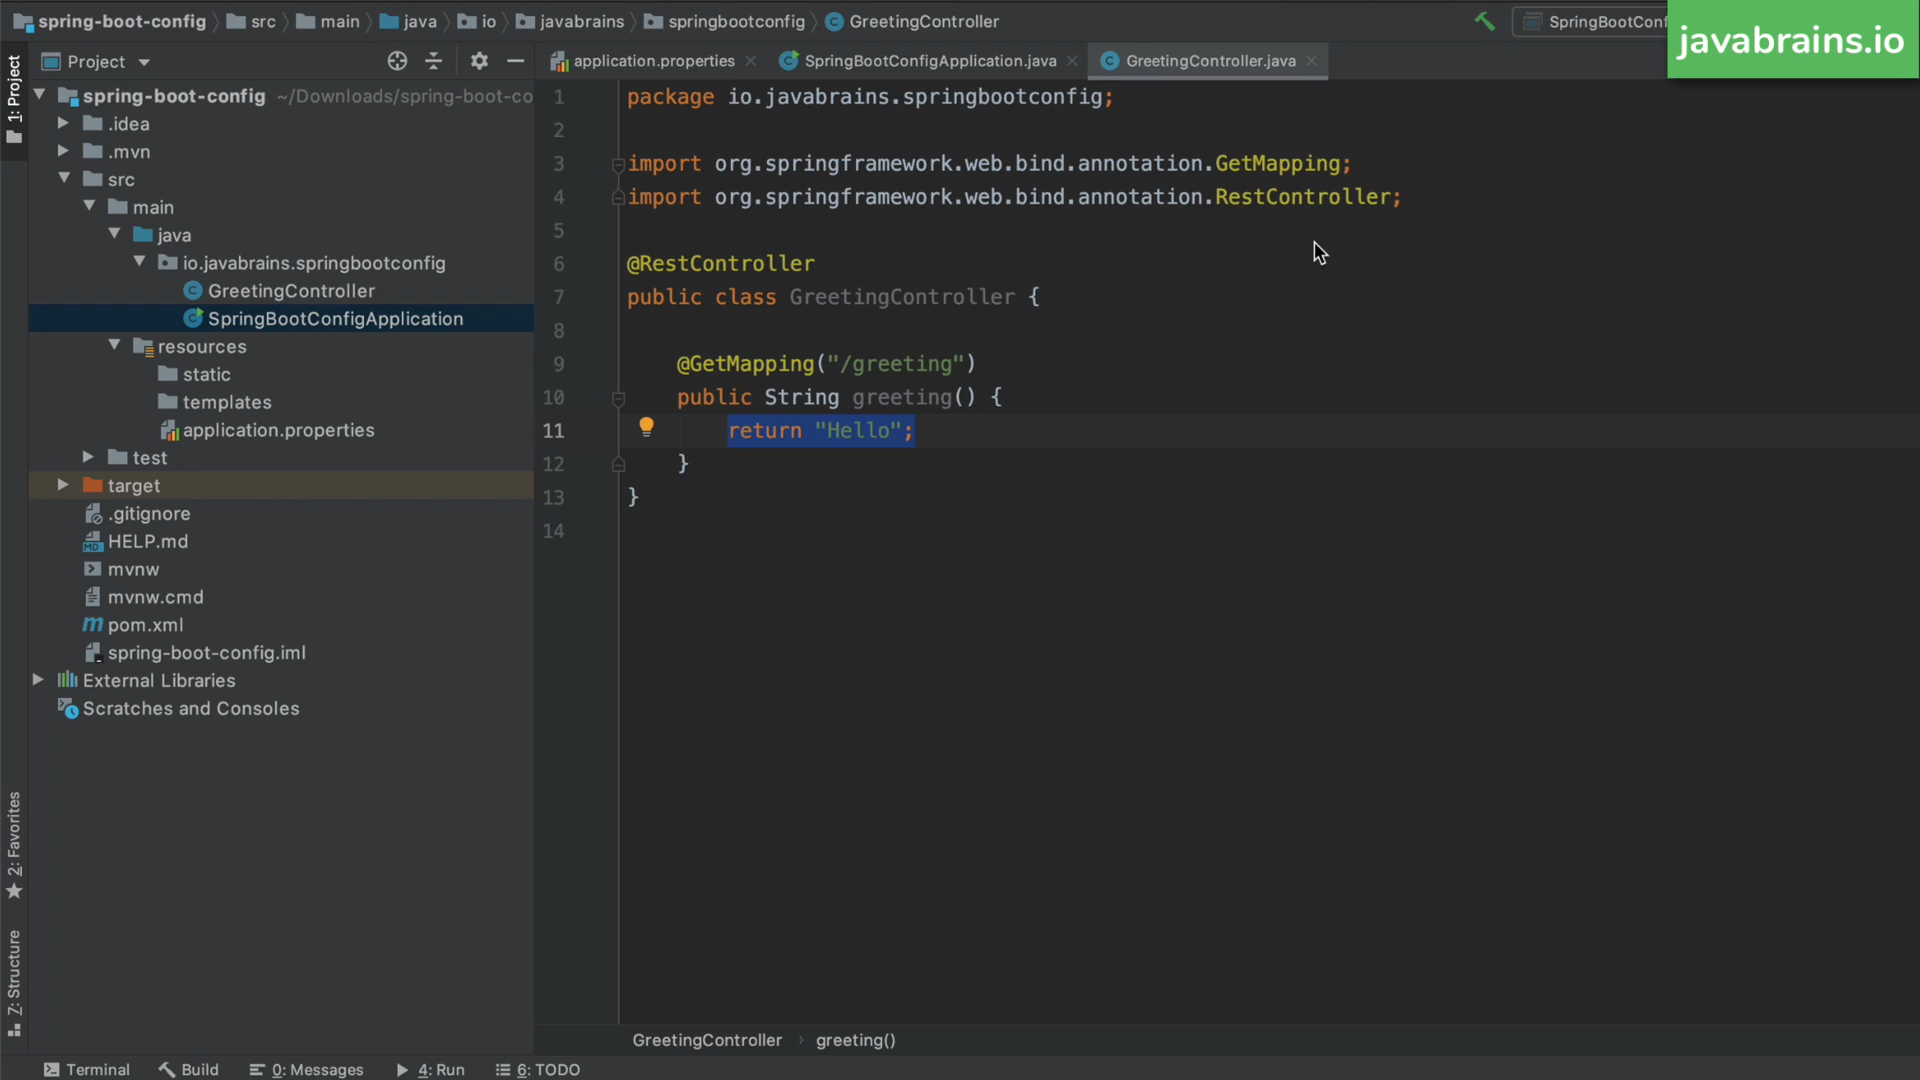 spring-boot-config src main java io javabrains springbootconfig GreetingController
SpringBootConf
javabrains.io
1: Project
2: Favorites
Z: Structure
Project
spring-boot-config ~/Downloads/spring-boot-co
.idea
.mvn
src
main
java
io.javabrains.springbootconfig
GreetingController
SpringBootConfigApplication
resources
static
templates
application.properties
test
target
.gitignore
HELP.md
mvnw
mvnw.cmd
pom.xml
spring-boot-config.iml
External Libraries
Scratches and Consoles
application.properties SpringBootConfigApplication.java GreetingController.java
1 package io.javabrains.springbootconfig;
2
3 import org.springframework.web.bind.annotation.GetMapping;
4 import org.springframework.web.bind.annotation.RestController;
5
6 @RestController
7 public class GreetingController {
8
9 @GetMapping("/greeting")
10 public String greeting() {
11 return "Hello";
12 }
13 }
14
GreetingController › greeting()
Terminal Build 0: Messages 4: Run 6: TODO